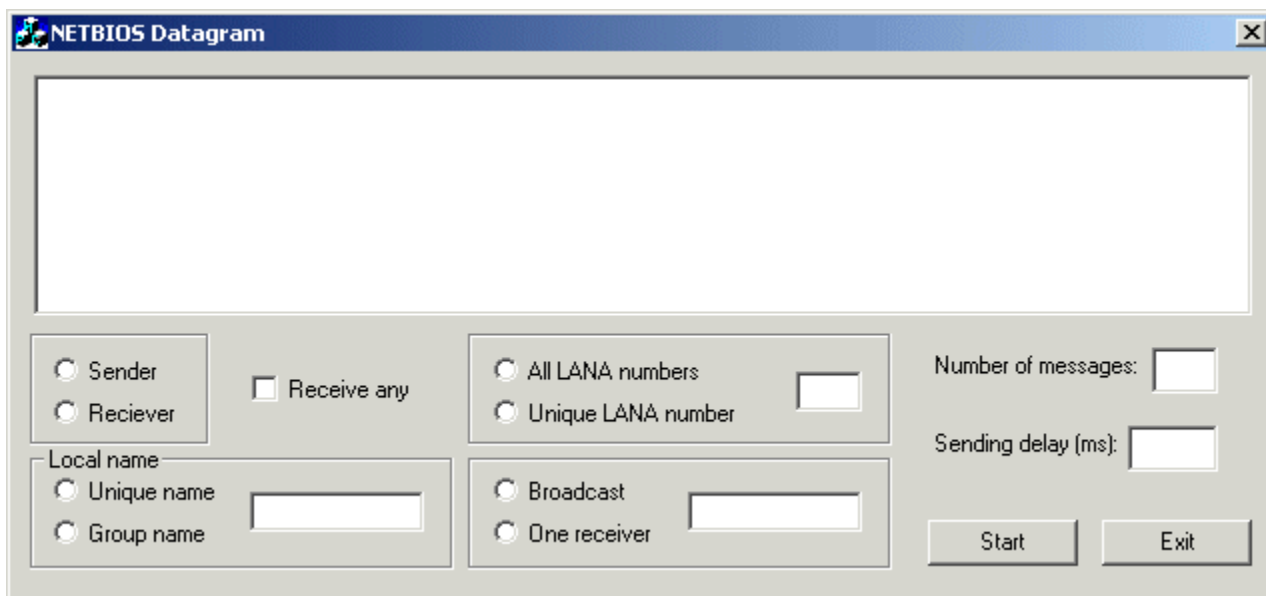 NETBIOS Datagram
Sender
Reciever
Receive any
All LANA numbers
Unique LANA number
Number of messages:
Sending delay (ms):
Local name
Unique name
Group name
Broadcast
One receiver
Start
Exit